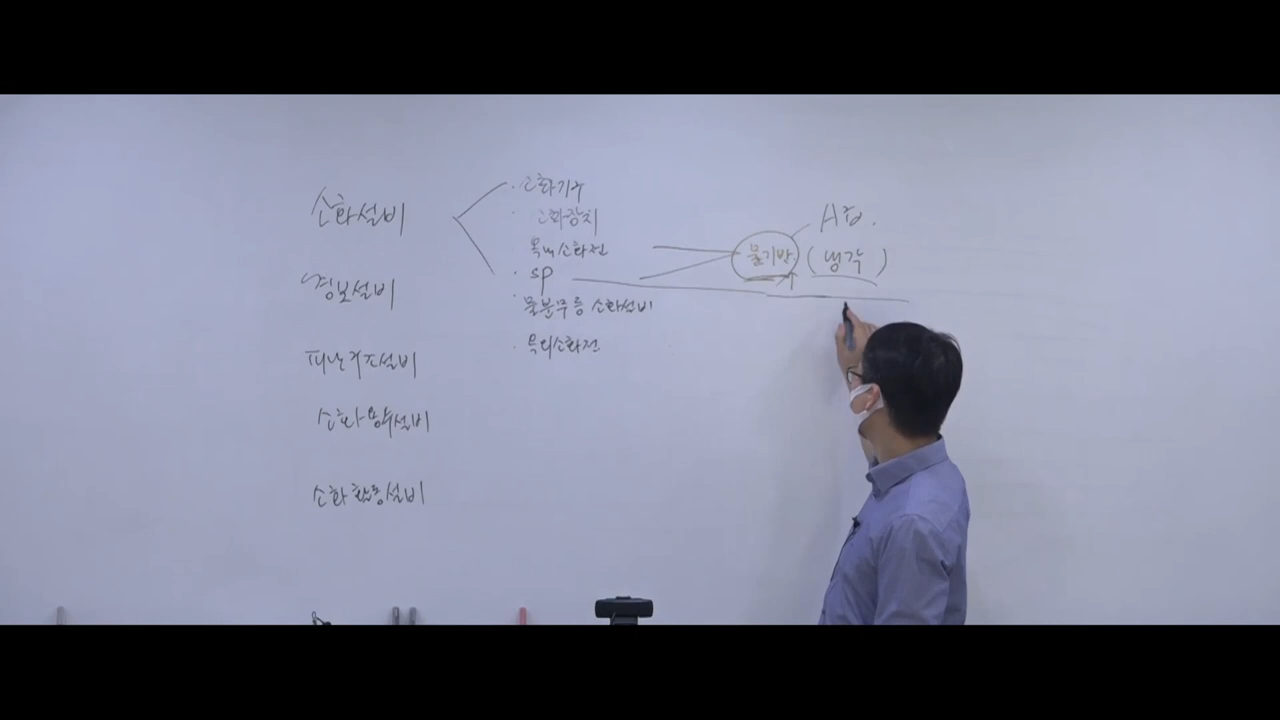 소화설비
경보설비
피난구조설비
소화용수설비
소화활동설비
· 소화기구
· 소화장치
옥내소화전
· SP
· 물분무등 소화설비
· 옥외소화전
물기반
A급.
(냉각)